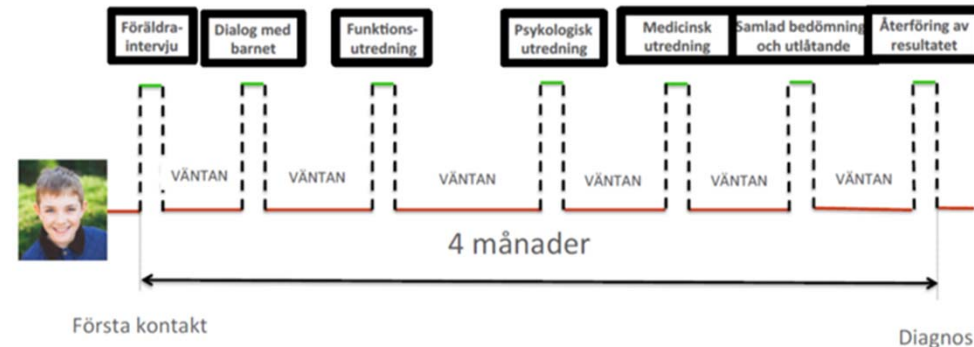 Föräldra-
intervju
Dialog med
barnet
Funktions-
utredning
Psykologisk
utredning
Medicinsk
utredning
Samlad bedömning
och utlåtande
Återföring av
resultatet
VÄNTAN
VÄNTAN
VÄNTAN
VÄNTAN
VÄNTAN
VÄNTAN
4 månader
Första kontakt
Diagnos